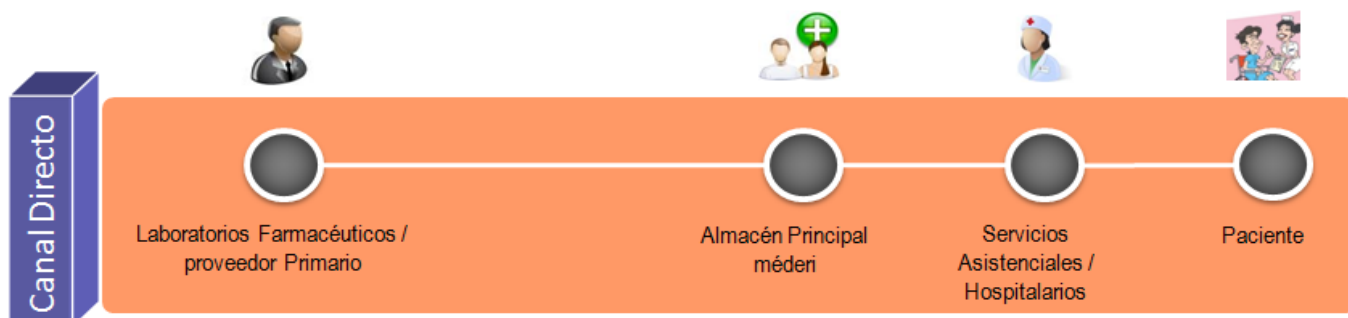 Canal Directo
Laboratorios Farmacéuticos /
proveedor Primario
Almacén Principal
méderi
Servicios
Asistenciales /
Hospitalarios
Paciente